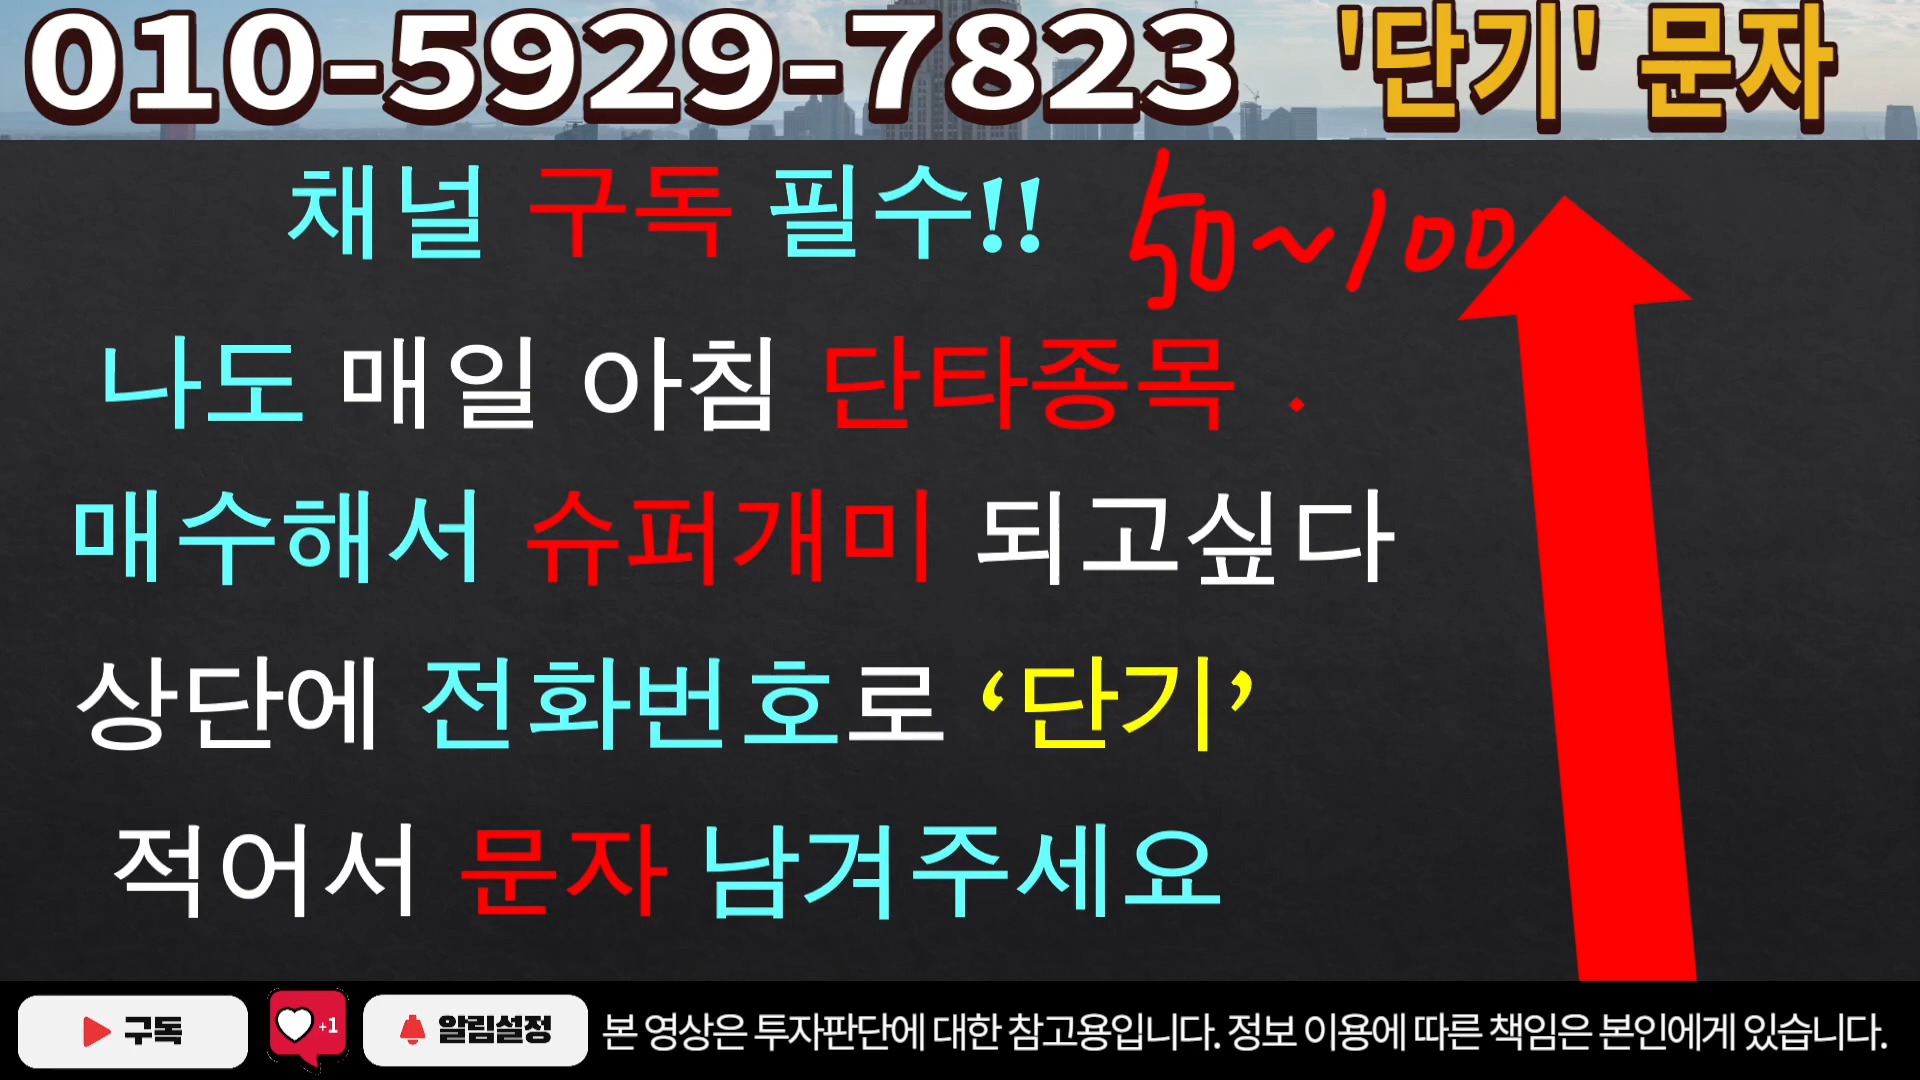 010-5929-7823 '단기' 문자
채널 구독 필수!! 50~100
나도 매일 아침 단타종목 .
매수해서 슈퍼개미 되고싶다
상단에 전화번호로 ‘단기’
적어서 문자 남겨주세요
구독 +1 알림설정 본 영상은 투자판단에 대한 참고용입니다. 정보 이용에 따른 책임은 본인에게 있습니다.